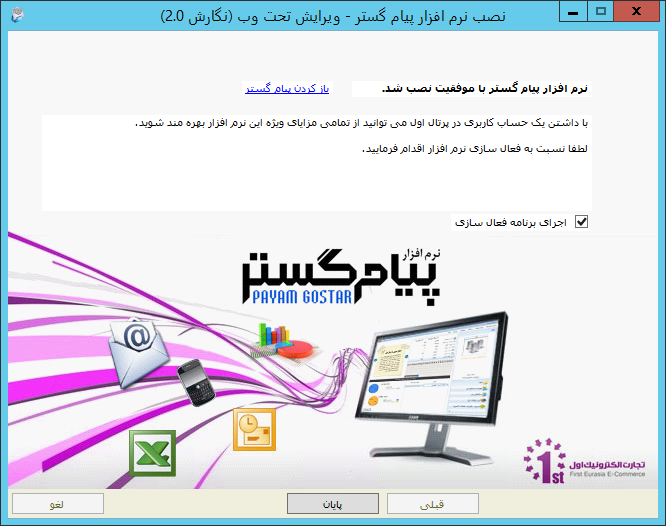 نصب نرم افزار پیام گستر - ویرایش تحت وب (نگارش 2.0)
نرم افزار پیام گستر با موفقیت نصب شد.
باز کردن پیام گستر
با داشتن یک حساب کاربری در پرتال اول می توانید از تمامی مزایای ویژه این نرم افزار بهره مند شوید.
لطفا نسبت به فعال سازی نرم افزار اقدام فرمایید.
اجرای برنامه فعال سازی
نرم افزار
پیام گستر
PAYAM GOSTAR
1st
تجارت الکترونیک اول
First Eurasia E-Commerce
قبلی
پایان
لغو